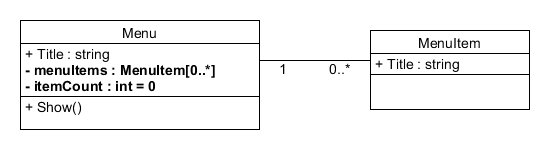 Menu
+ Title : string
- menuItems : MenuItem[0..*]
- itemCount : int = 0
+ Show()
1
0..*
MenuItem
+ Title : string